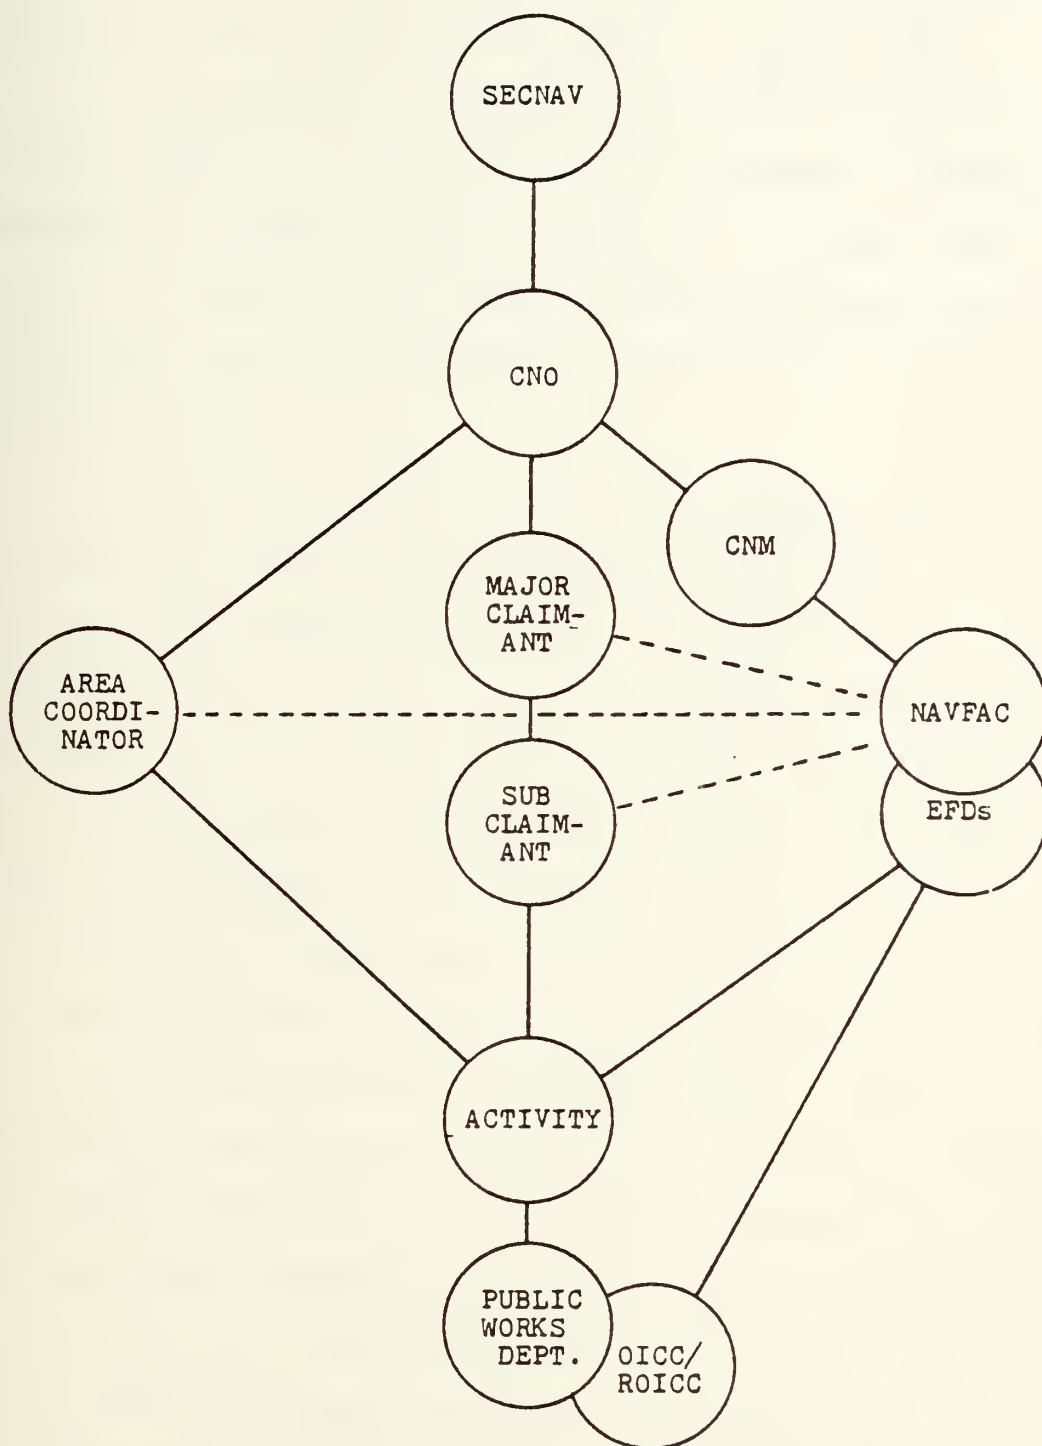 SECNAV
CNO
CNM
MAJOR
CLAIM-
ANT
AREA
COORDI-
NATOR
NAVFAC
SUB
CLAIM-
ANT
EFDs
ACTIVITY
PUBLIC
WORKS
DEPT.
OICC/
ROICC